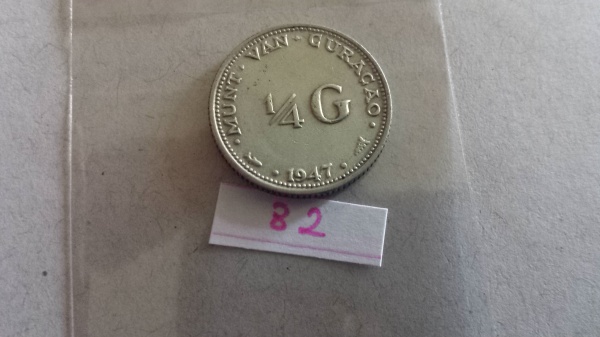 MUNT · VAN · CURAÇAO ·
1/4 G
· 1947 ·
82